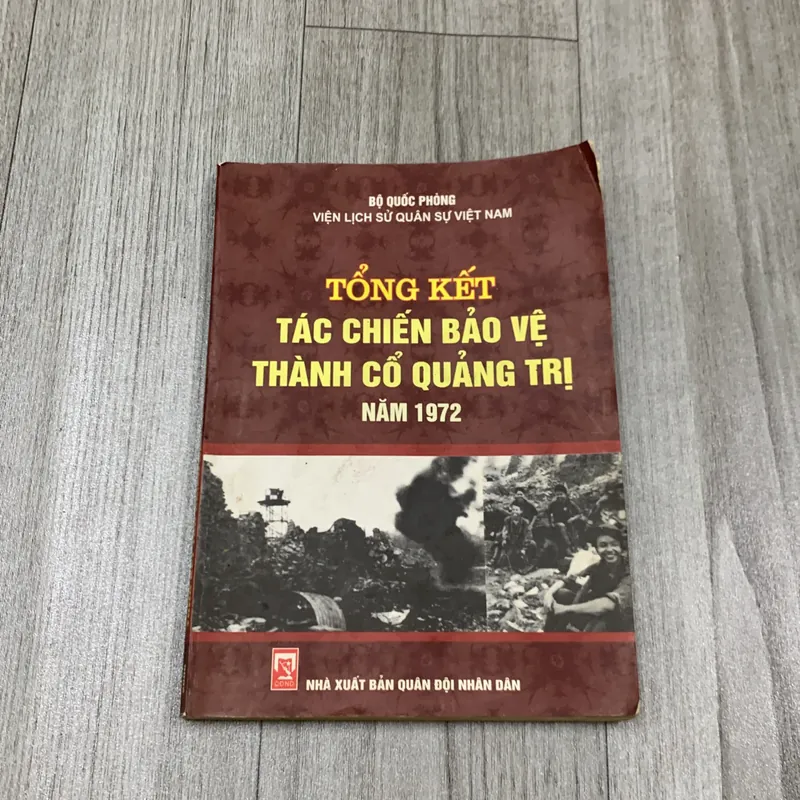 BỘ QUỐC PHÒNG
VIỆN LỊCH SỬ QUÂN SỰ VIỆT NAM
TỔNG KẾT
TÁC CHIẾN BẢO VỆ
THÀNH CỔ QUẢNG TRỊ
NĂM 1972
QĐND
NHÀ XUẤT BẢN QUÂN ĐỘI NHÂN DÂN